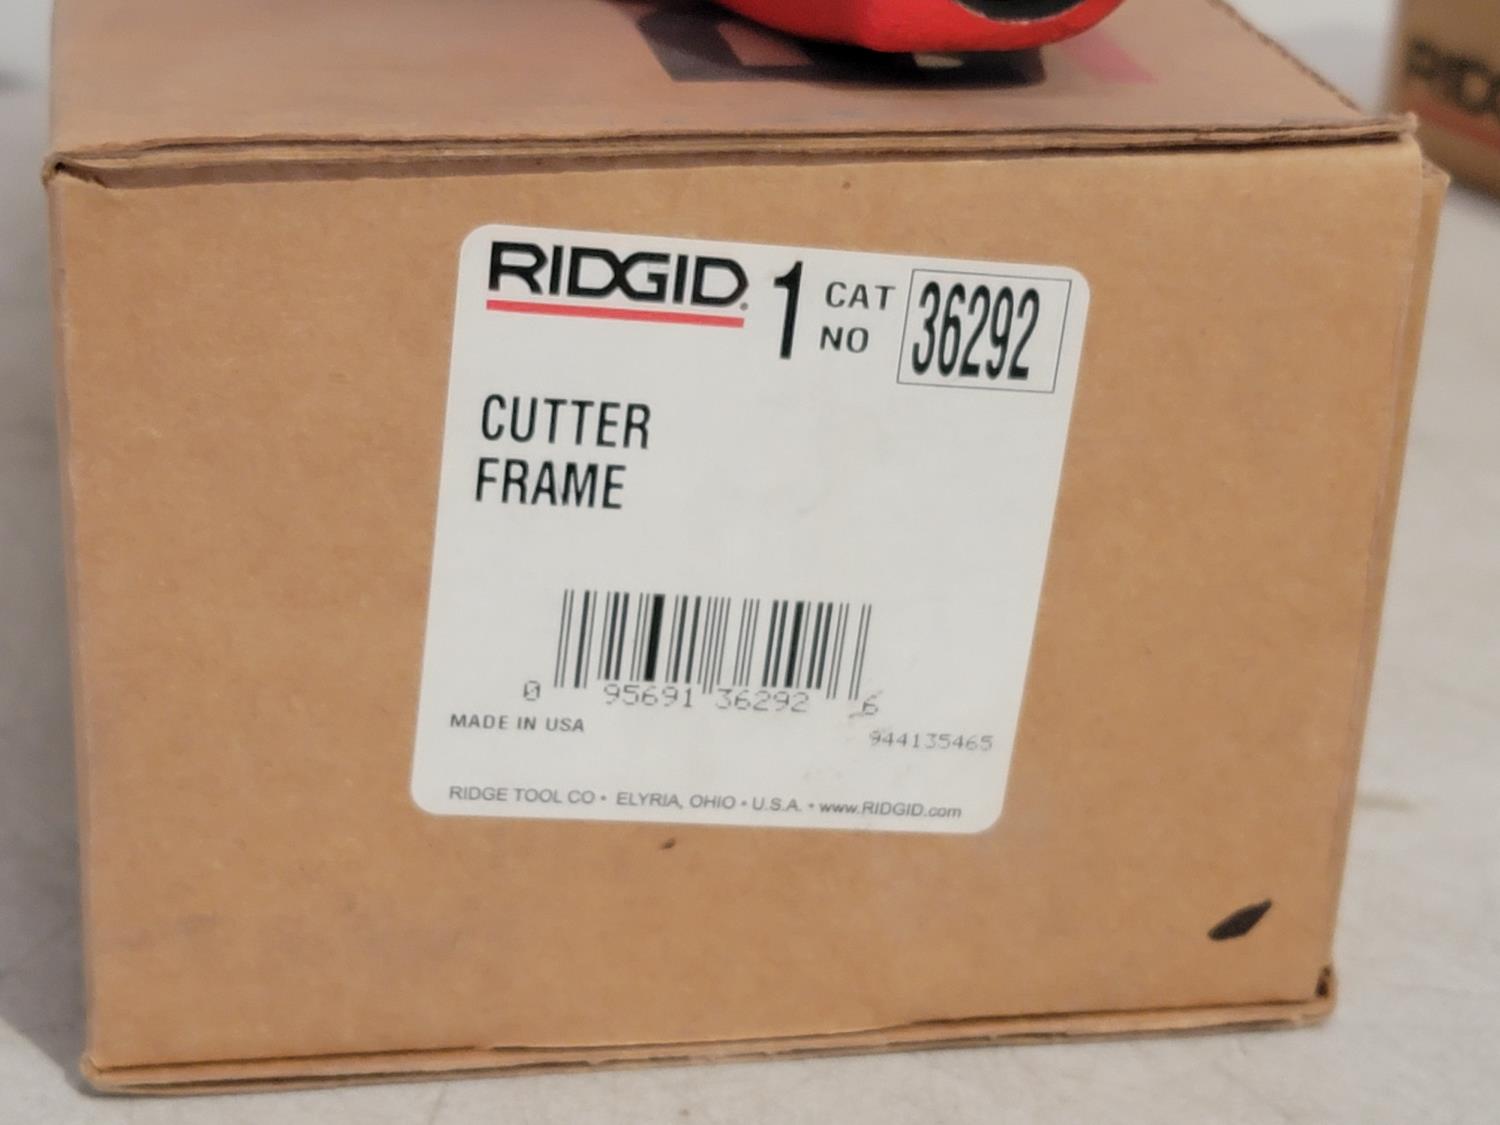 RIDGID® 1 CAT NO 36292
CUTTER
FRAME
0 95691 36292 6
MADE IN USA
944135465
RIDGE TOOL CO • ELYRIA, OHIO • U.S.A. • www.RIDGID.com